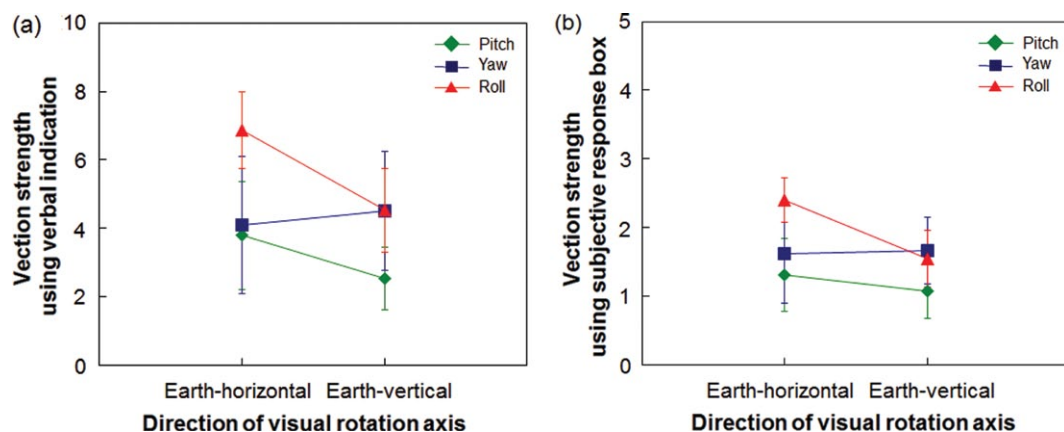 (a)
Vection strength
using verbal indication
10
8
6
4
2
0
Pitch
Yaw
Roll
Earth-horizontal Earth-vertical
Direction of visual rotation axis
(b)
Vection strength
using subjective response box
5
4
3
2
1
0
Pitch
Yaw
Roll
Earth-horizontal Earth-vertical
Direction of visual rotation axis